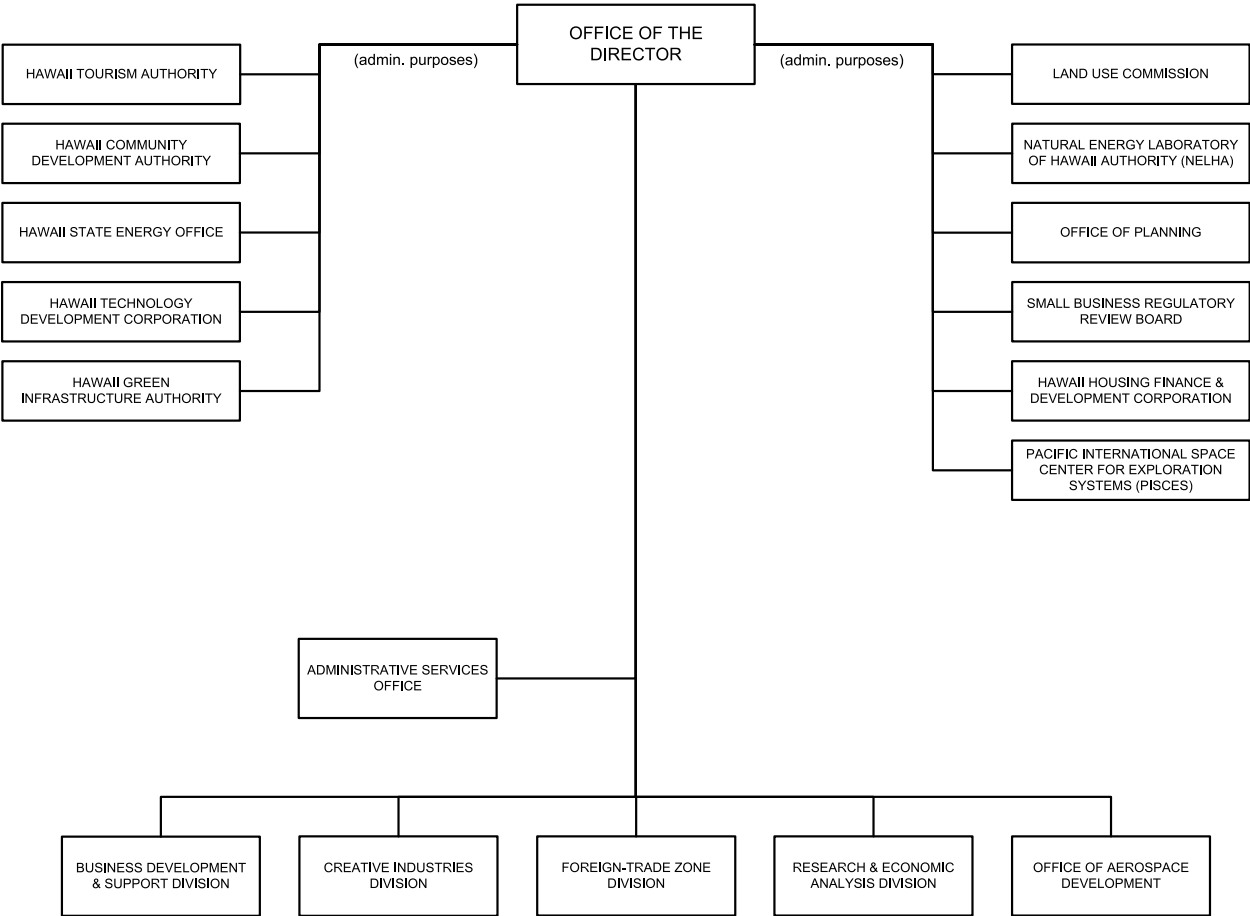 OFFICE OF THE
DIRECTOR
(admin. purposes)
(admin. purposes)
HAWAII TOURISM AUTHORITY
HAWAII COMMUNITY
DEVELOPMENT AUTHORITY
HAWAII STATE ENERGY OFFICE
HAWAII TECHNOLOGY
DEVELOPMENT CORPORATION
HAWAII GREEN
INFRASTRUCTURE AUTHORITY
LAND USE COMMISSION
NATURAL ENERGY LABORATORY
OF HAWAII AUTHORITY (NELHA)
OFFICE OF PLANNING
SMALL BUSINESS REGULATORY
REVIEW BOARD
HAWAII HOUSING FINANCE &
DEVELOPMENT CORPORATION
PACIFIC INTERNATIONAL SPACE
CENTER FOR EXPLORATION
SYSTEMS (PISCES)
ADMINISTRATIVE SERVICES
OFFICE
BUSINESS DEVELOPMENT
& SUPPORT DIVISION
CREATIVE INDUSTRIES
DIVISION
FOREIGN-TRADE ZONE
DIVISION
RESEARCH & ECONOMIC
ANALYSIS DIVISION
OFFICE OF AEROSPACE
DEVELOPMENT